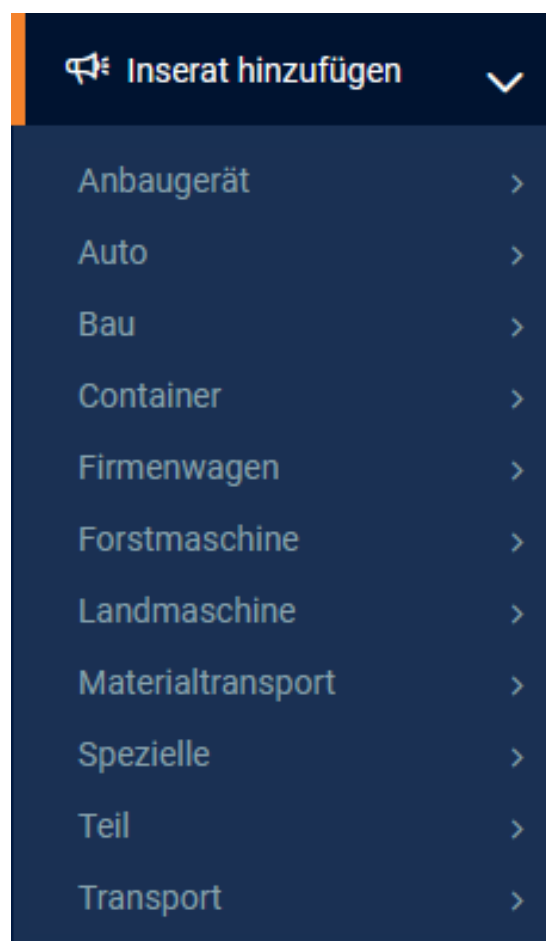 Inserat hinzufügen
Anbaugerät
Auto
Bau
Container
Firmenwagen
Forstmaschine
Landmaschine
Materialtransport
Spezielle
Teil
Transport